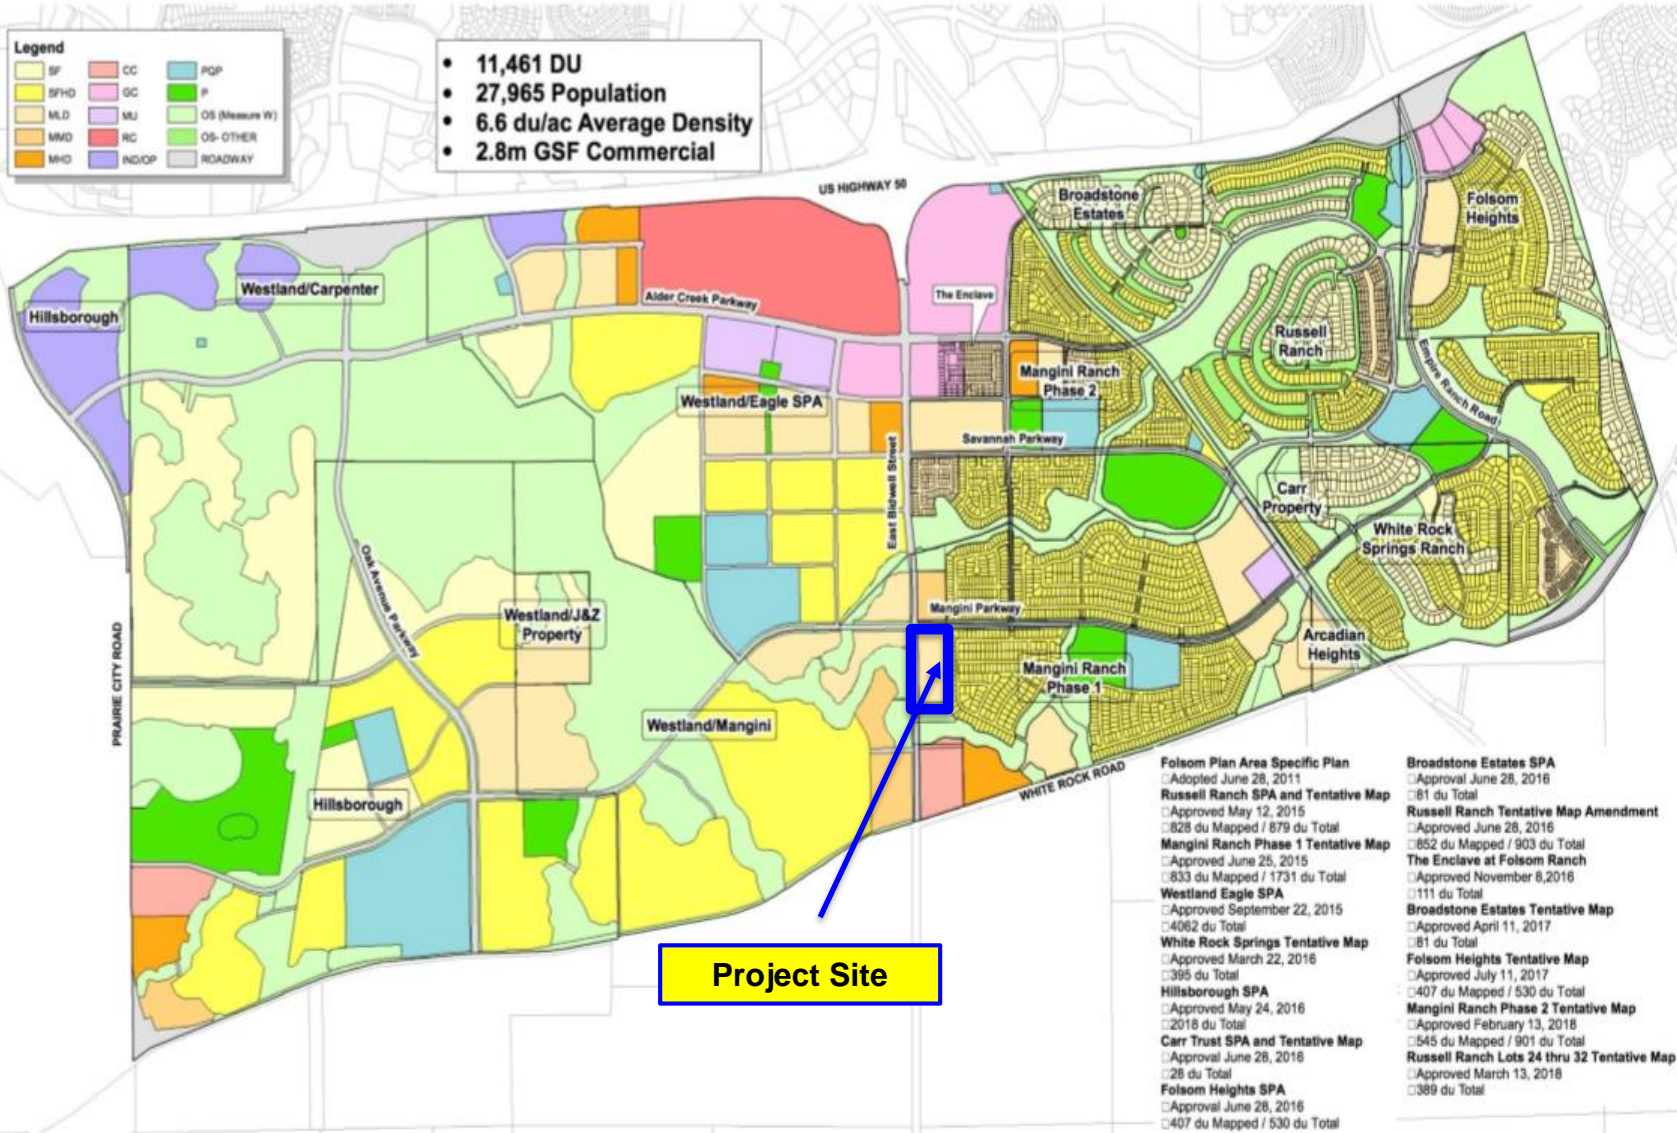 Legend
SF
SFHD
MLD
MMD
MHD
CC
GC
MU
RC
IND/OP
PQP
P
OS (Measure W)
OS- OTHER
ROADWAY
• 11,461 DU
• 27,965 Population
• 6.6 du/ac Average Density
• 2.8m GSF Commercial
US HIGHWAY 50
Broadstone
Estates
Folsom
Heights
Westland/Carpenter
Hillsborough
Alder Creek Parkway
The Enclave
Russell
Ranch
Empire Ranch Road
Mangini Ranch
Phase 2
Westland/Eagle SPA
Savannah Parkway
East Bidwell Street
Carr
Property
White Rock
Springs Ranch
Oak Avenue Parkway
Westland/J&Z
Property
Mangini Parkway
Arcadian
Heights
Mangini Ranch
Phase 1
PRAIRIE CITY ROAD
Westland/Mangini
Hillsborough
WHITE ROCK ROAD
Project Site
Folsom Plan Area Specific Plan
□Adopted June 28, 2011
Russell Ranch SPA and Tentative Map
□Approved May 12, 2015
□828 du Mapped / 879 du Total
Mangini Ranch Phase 1 Tentative Map
□Approved June 25, 2015
□833 du Mapped / 1731 du Total
Westland Eagle SPA
□Approved September 22, 2015
□4062 du Total
White Rock Springs Tentative Map
□Approved March 22, 2016
□395 du Total
Hillsborough SPA
□Approved May 24, 2016
□2018 du Total
Carr Trust SPA and Tentative Map
□Approval June 28, 2016
□28 du Total
Folsom Heights SPA
□Approval June 28, 2016
□407 du Mapped / 530 du Total
Broadstone Estates SPA
□Approval June 28, 2016
□81 du Total
Russell Ranch Tentative Map Amendment
□Approved June 28, 2016
□852 du Mapped / 903 du Total
The Enclave at Folsom Ranch
□Approved November 8,2016
□111 du Total
Broadstone Estates Tentative Map
□Approved April 11, 2017
□81 du Total
Folsom Heights Tentative Map
□Approved July 11, 2017
□407 du Mapped / 530 du Total
Mangini Ranch Phase 2 Tentative Map
□Approved February 13, 2018
□545 du Mapped / 901 du Total
Russell Ranch Lots 24 thru 32 Tentative Map
□Approved March 13, 2018
□389 du Total